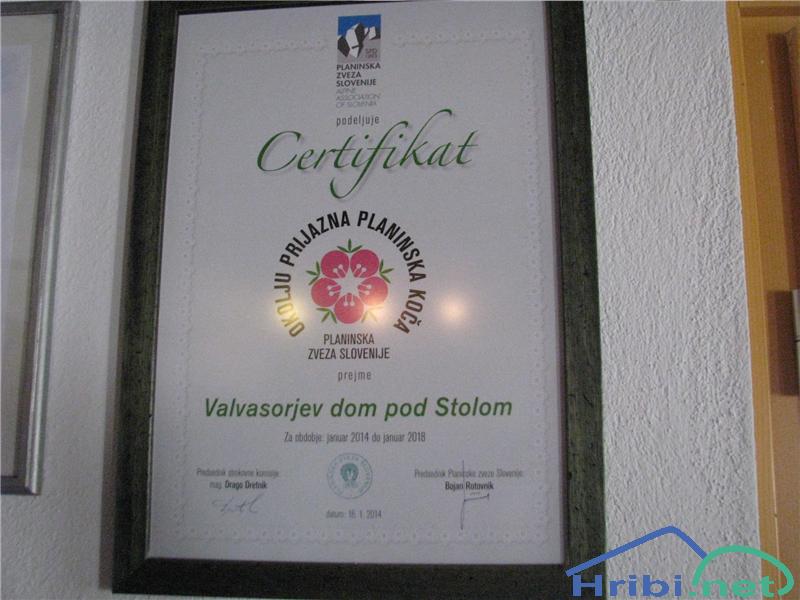 SPD
1893
PLANINSKA
ZVEZA
SLOVENIJE
ALPINE
ASSOCIATION
OF SLOVENIA
podeljuje
Certifikat
OKOLJU PRIJAZNA PLANINSKA KOČA
PLANINSKA
ZVEZA SLOVENIJE
prejme
Valvasorjev dom pod Stolom
Za obdobje: januar 2014 do januar 2018
Predsednik strokovne komisije:
mag. Drago Dretnik
Predsednik Planinske zveze Slovenije:
Bojan Rotovnik
datum: 16. 1. 2014
Hribi.net